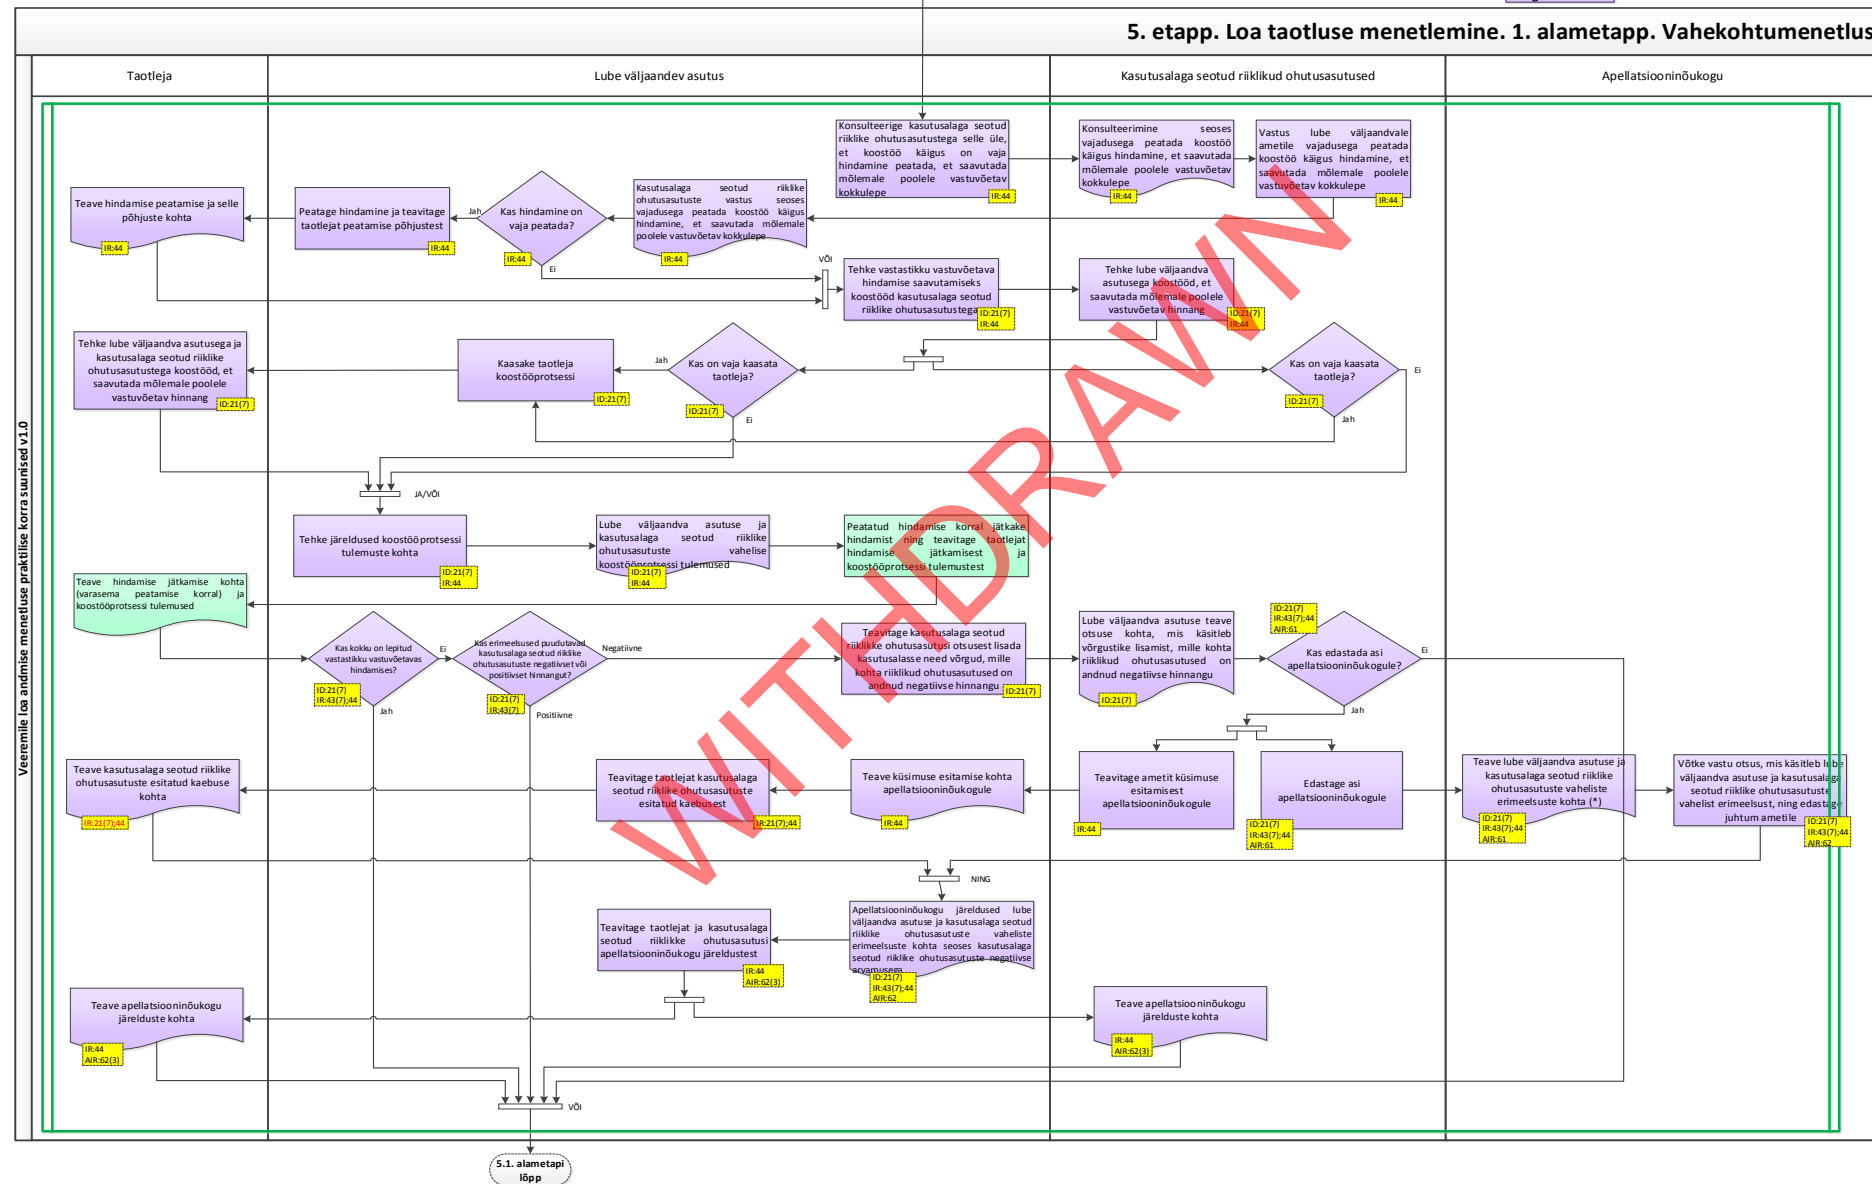 5. etapp. Loa taotluse menetlemine. 1. alametapp. Vahekohtumenetlus
Taotleja
Lube väljaandev asutus
Kasutusalaga seotud riiklikud ohutusasutused
Apellatsiooninõukogu
Veeremile loa andmise menetluse praktilise korra suunised v1.0
Konsulteerige kasutusalaga seotud
riiklike ohutusasutustega selle üle,
et koostöö käigus on vaja
hindamine peatada, et saavutada
mõlemale poolele vastuvõetav
kokkulepe
IR:44
Konsulteerimine seoses
vajadusega peatada koostöö
käigus hindamine, et saavutada
mõlemale poolele vastuvõetav
kokkulepe
IR:44
Vastus lube väljaandvale
ametile vajadusega peatada
koostöö käigus hindamine, et
saavutada mõlemale poolele
vastuvõetav kokkulepe
IR:44
Teave hindamise peatamise ja selle
põhjuste kohta
IR:44
Peatage hindamine ja teavitage
taotlejat peatamise põhjustest
IR:44
Jah
Kas hindamine on
vaja peatada?
IR:44
Ei
Kasutusalaga seotud riiklike
ohutusasutuste vastus seoses
vajadusega peatada koostöö käigus
hindamine, et saavutada mõlemale
poolele vastuvõetav kokkulepe
IR:44
VÕI
Tehke vastastikku vastuvõetava
hindamise saavutamiseks
koostööd kasutusalaga seotud
riiklike ohutusasutustega
ID:21(7)
IR:44
Tehke lube väljaandva
asutusega koostööd, et
saavutada mõlemale poolele
vastuvõetav hinnang
ID:21(7)
IR:44
Tehke lube väljaandva asutusega ja
kasutusalaga seotud riiklike
ohutusasutustega koostööd, et
saavutada mõlemale poolele
vastuvõetav hinnang
ID:21(7)
Kaasake taotleja
koostööprotsessi
ID:21(7)
Jah
Kas on vaja kaasata
taotleja?
ID:21(7)
Ei
Kas on vaja kaasata
taotleja?
ID:21(7)
Ei
Jah
JA/VÕI
Tehke järeldused koostööprotsessi
tulemuste kohta
ID:21(7)
IR:44
Lube väljaandva asutuse ja
kasutusalaga seotud riiklike
ohutusasutuste vahelise
koostööprotsessi tulemused
ID:21(7)
IR:44
Peatatud hindamise korral jätkake
hindamist ning teavitage taotlejat
hindamise jätkamisest ja
koostööprotsessi tulemustest
Teave hindamise jätkamise kohta
(varasema peatamise korral) ja
koostööprotsessi tulemused
Kas kokku on lepitud
vastastikku vastuvõetavas
hindamises?
ID:21(7)
IR:43(7);44
Ei
Jah
Kas erimeelsused puudutavad
kasutusalaga seotud riiklike
ohutusasutuste negatiivset või
positiivset hinnangut?
ID:21(7)
IR:43(7)
Negatiivne
Positiivne
Teavitage kasutusalaga seotud
riiklikke ohutusasutusi otsusest lisada
kasutusalasse need võrgud, mille
kohta riiklikud ohutusasutused on
andnud negatiivse hinnangu
ID:21(7)
Lube väljaandva asutuse teave
otsuse kohta, mis käsitleb
võrgustike lisamist, mille kohta
riiklikud ohutusasutused on
andnud negatiivse hinnangu
ID:21(7)
ID:21(7)
IR:43(7);44
AIR:61
Kas edastada asi
apellatsiooninõukogule?
Ei
Jah
Teave kasutusalaga seotud riiklike
ohutusasutuste esitatud kaebuse
kohta
IR:21(7);44
Teavitage taotlejat kasutusalaga
seotud riiklike ohutusasutuste
esitatud kaebusest
IR:21(7);44
Teave küsimuse esitamise kohta
apellatsiooninõukogule
IR:44
Teavitage ametit küsimuse
esitamisest
apellatsiooninõukogule
IR:44
Edastage asi
apellatsiooninõukogule
ID:21(7)
IR:43(7);44
AIR:61
Teave lube väljaandva asutuse ja
kasutusalaga seotud riiklike
ohutusasutuste vaheliste
erimeelsuste kohta (*)
ID:21(7)
IR:43(7);44
AIR:61
Võtke vastu otsus, mis käsitleb lube
väljaandva asutuse ja kasutusalaga
seotud riiklike ohutusasutuste
vahelist erimeelsust, ning edastage
juhtum ametile
ID:21(7)
IR:43(7);44
AIR:62
NING
Teavitage taotlejat ja kasutusalaga
seotud riiklikke ohutusasutusi
apellatsiooninõukogu järeldustest
IR:44
AIR:62(3)
Apellatsiooninõukogu järeldused lube
väljaandva asutuse ja kasutusalaga seotud
riiklike ohutusasutuste vaheliste
erimeelsuste kohta seoses kasutusalaga
seotud riiklike ohutusasutuste negatiivse
arvamusega
ID:21(7)
IR:43(7);44
AIR:62
Teave apellatsiooninõukogu
järelduste kohta
IR:44
AIR:62(3)
Teave apellatsiooninõukogu
järelduste kohta
IR:44
AIR:62(3)
VÕI
5.1. alametapi
lõpp
WITHDRAWN